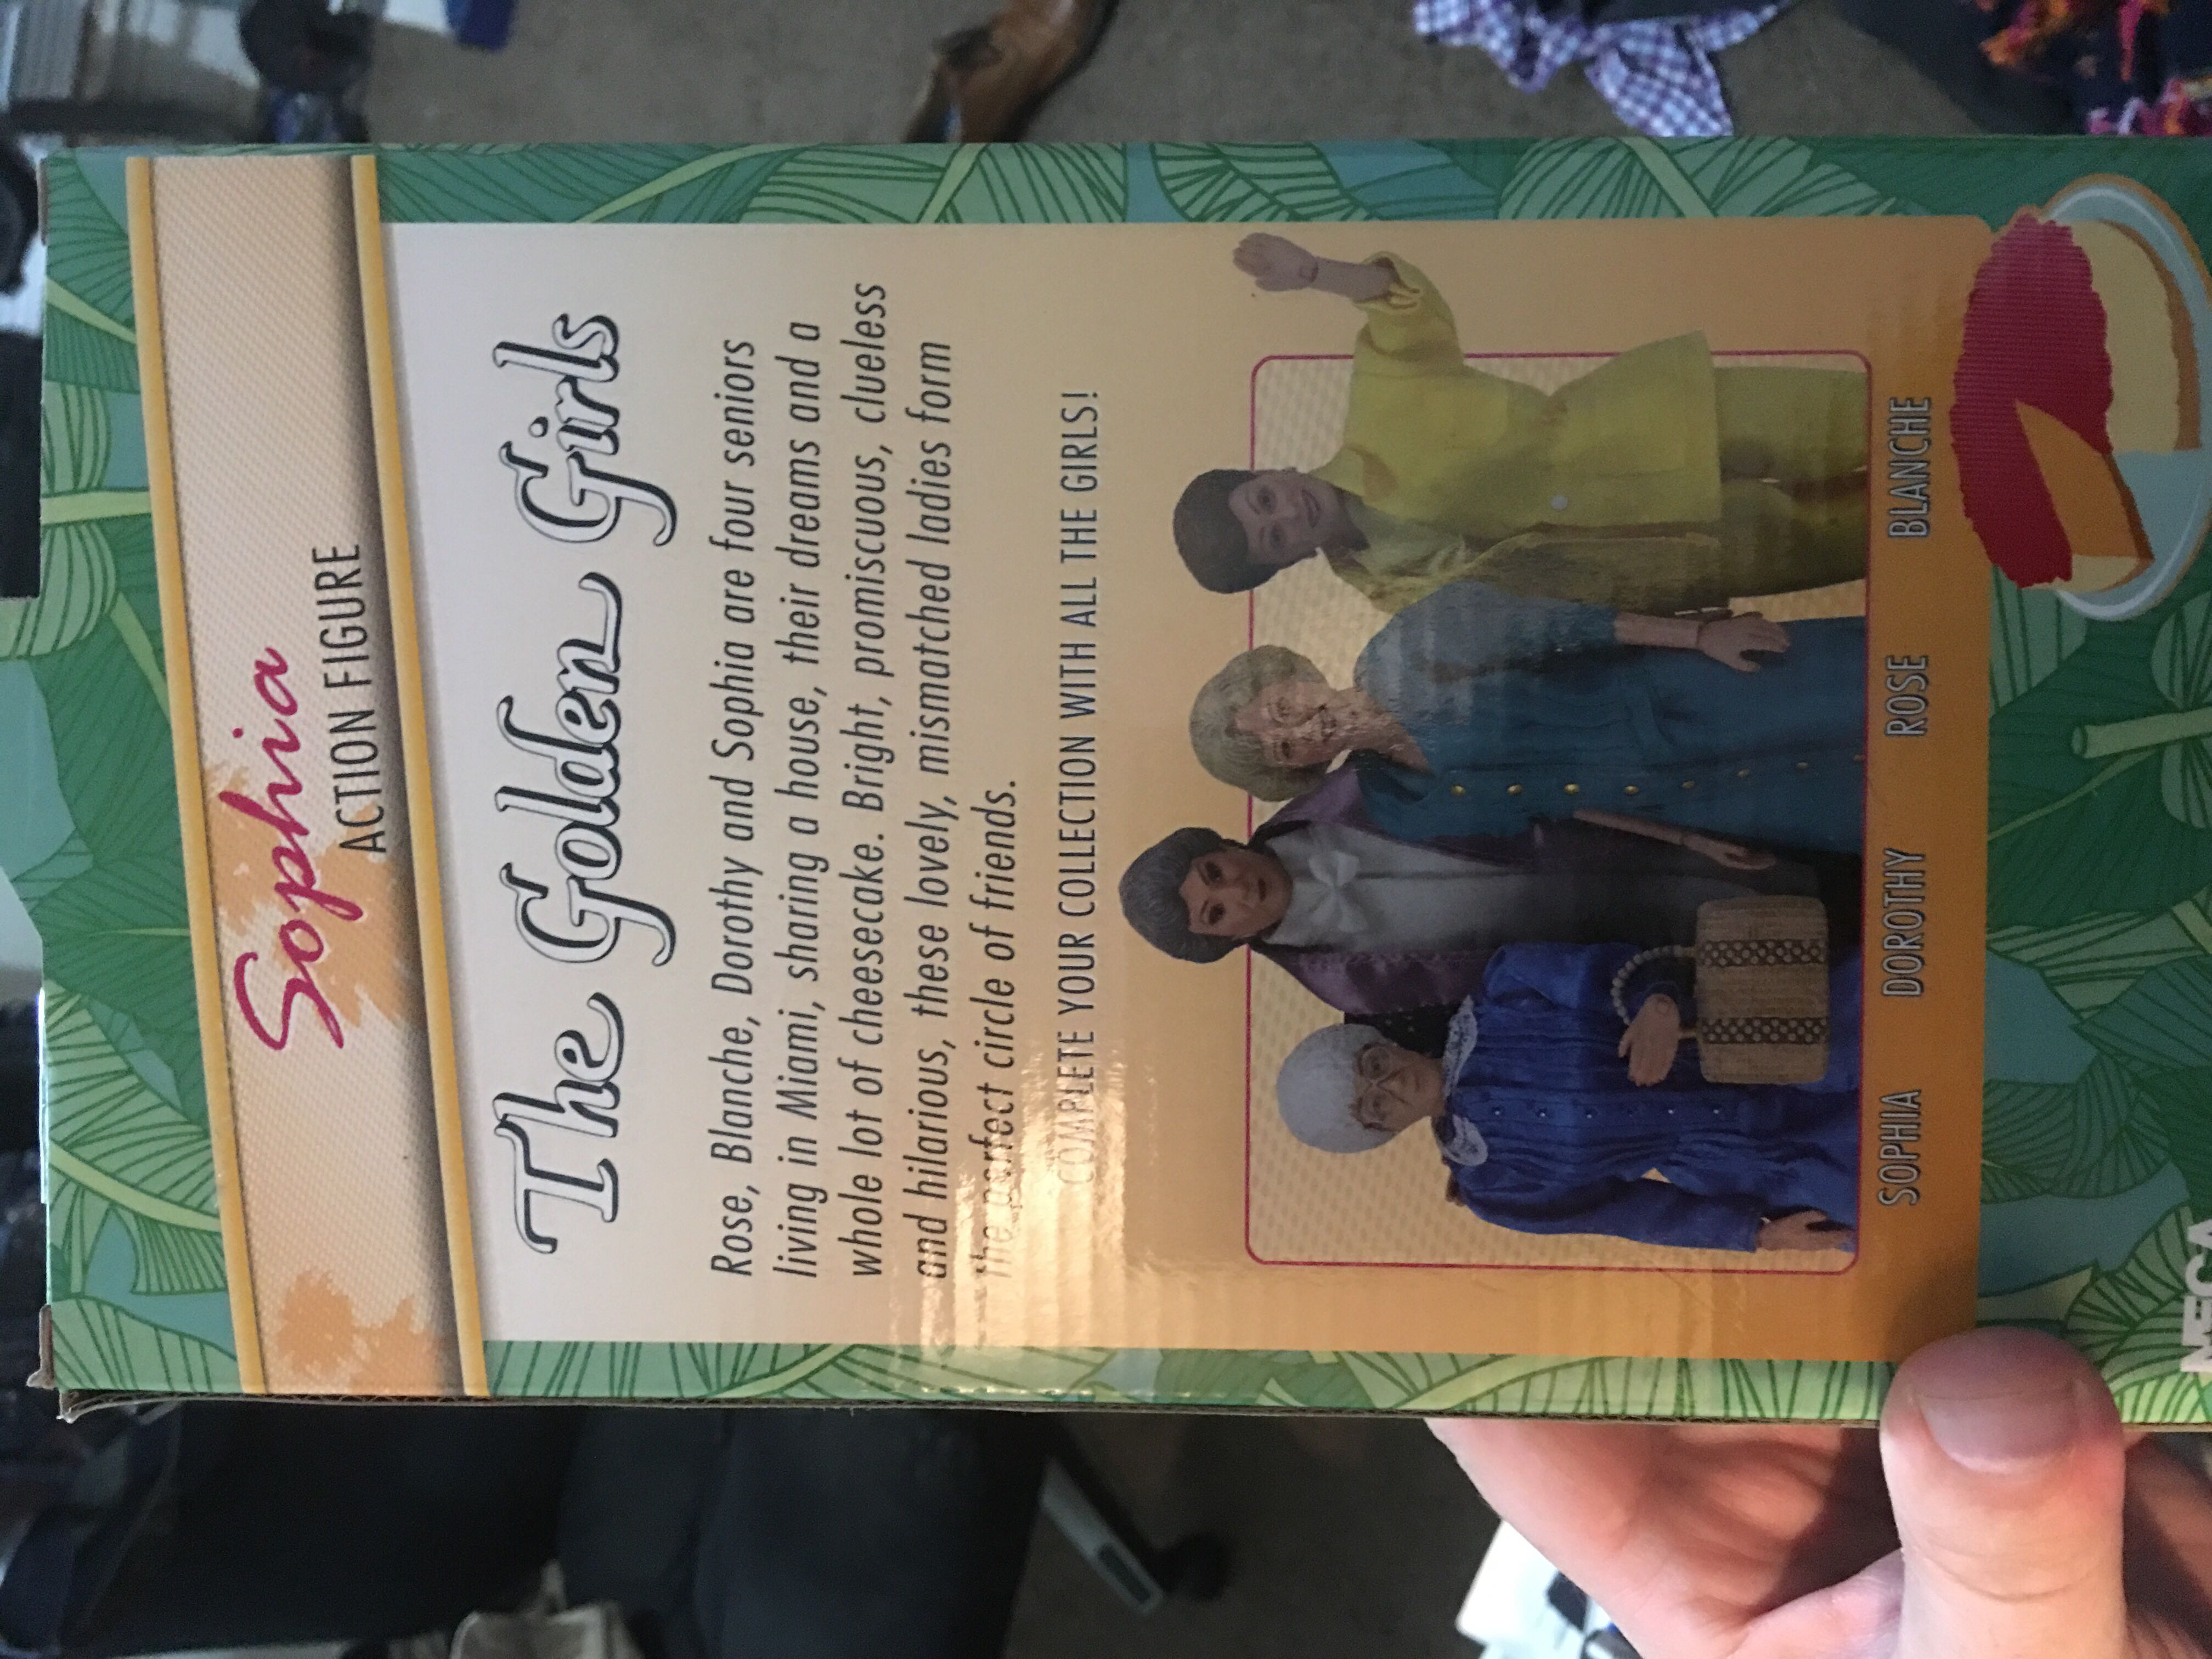 Sophia
ACTION FIGURE
The Golden Girls
Rose, Blanche, Dorothy and Sophia are four seniors
living in Miami, sharing a house, their dreams and a
whole lot of cheesecake. Bright, promiscuous, clueless
and hilarious, these lovely, mismatched ladies form
the perfect circle of friends.
COMPLETE YOUR COLLECTION WITH ALL THE GIRLS!
SOPHIA DOROTHY ROSE BLANCHE
NECA